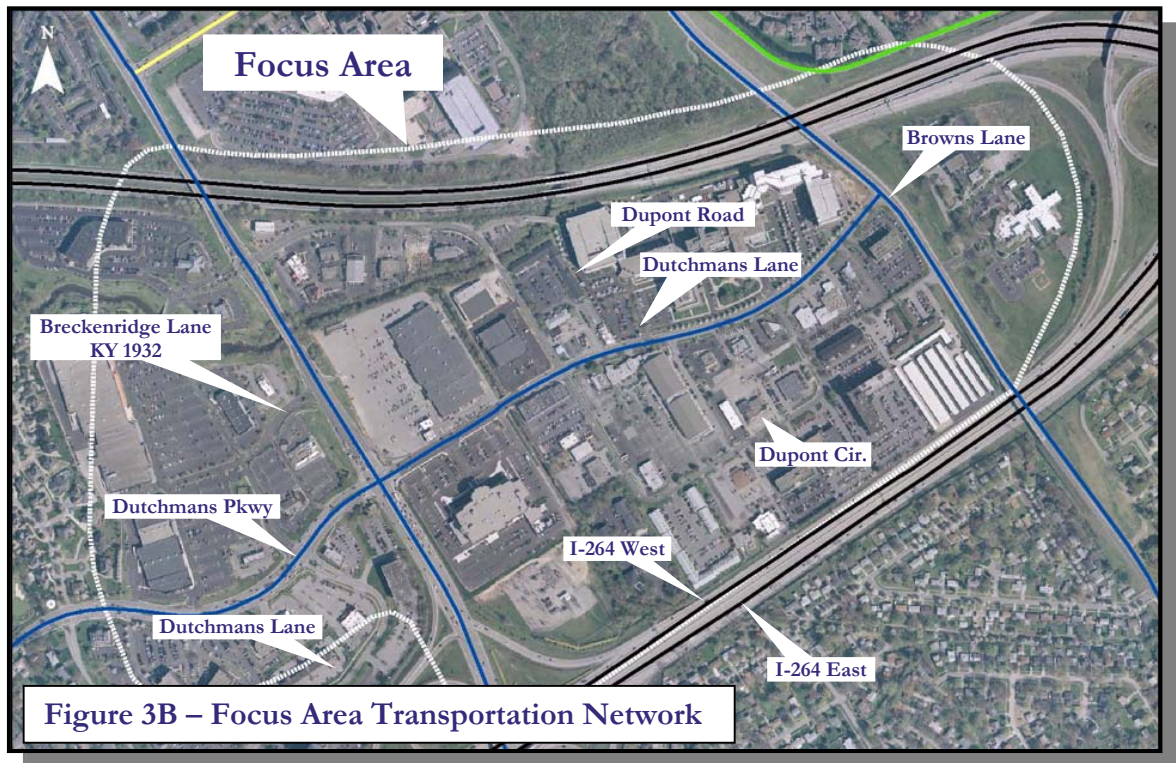 N
Focus Area
Browns Lane
Dupont Road
Dutchmans Lane
Breckenridge Lane
KY 1932
Dupont Cir.
Dutchmans Pkwy
I-264 West
Dutchmans Lane
I-264 East
Figure 3B – Focus Area Transportation Network